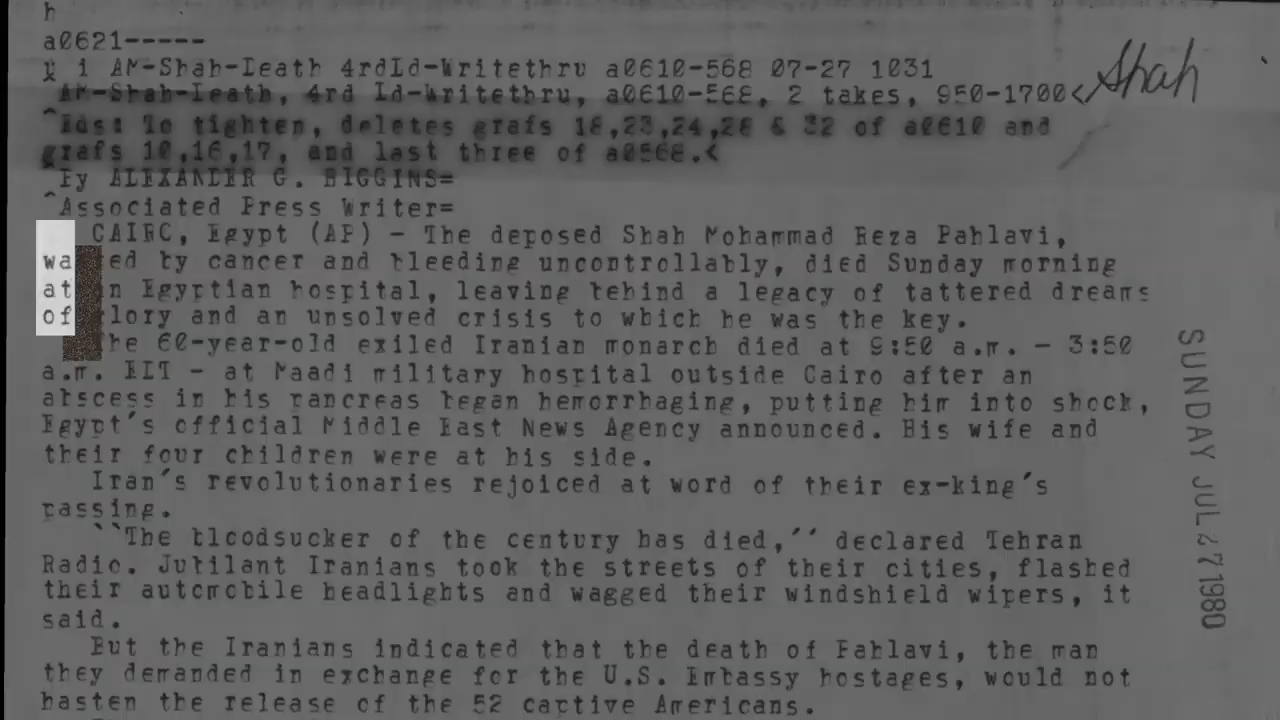 h
a0621-----
y i AM-Shah-Death 4rdLd-Writethru a0610-568 07-27 1031
AM-Shah-Death, 4rd Ld-Writethru, a0610-568, 2 takes, 950-1700<
Shah
^Eds: To tighten, deletes grafs 18,23,24,28 & 32 of a0610 and
grafs 10,16,17, and last three of a0568.<
^By ALEXANDER G. HIGGINS=
^Associated Press Writer=
CAIRO, Egypt (AP) - The deposed Shah Mohammad Reza Pahlavi,
wa ed by cancer and bleeding uncontrollably, died Sunday morning
at n Egyptian hospital, leaving behind a legacy of tattered dreams
of lory and an unsolved crisis to which he was the key.
he 60-year-old exiled Iranian monarch died at 9:50 a.m. - 3:50
a.m. EDT - at Maadi military hospital outside Cairo after an
abscess in his pancreas began hemorrhaging, putting him into shock,
Egypt's official Middle East News Agency announced. His wife and
their four children were at his side.
Iran's revolutionaries rejoiced at word of their ex-king's
passing.
``The bloodsucker of the century has died,'' declared Tehran
Radio. Jubilant Iranians took the streets of their cities, flashed
their automobile headlights and wagged their windshield wipers, it
said.
But the Iranians indicated that the death of Pahlavi, the man
they demanded in exchange for the U.S. Embassy hostages, would not
hasten the release of the 52 captive Americans.
SUNDAY JUL 27 1980